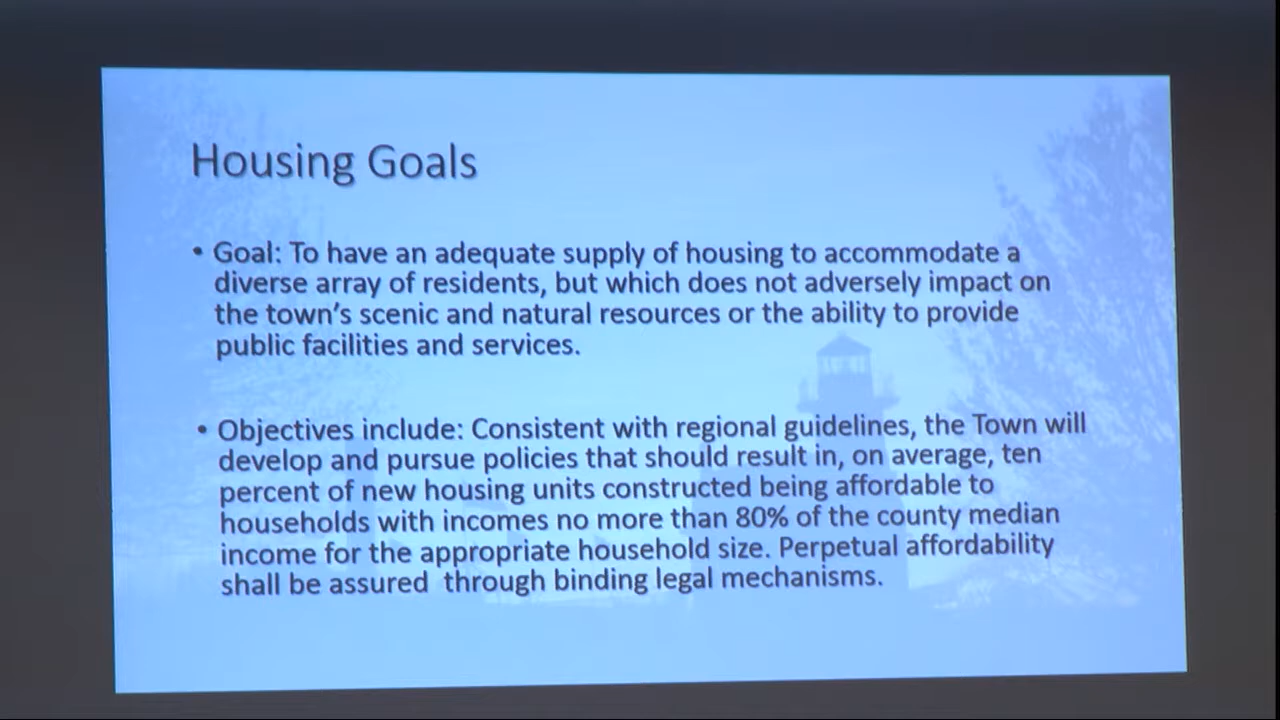 Housing Goals
• Goal: To have an adequate supply of housing to accommodate a
diverse array of residents, but which does not adversely impact on
the town's scenic and natural resources or the ability to provide
public facilities and services.
• Objectives include: Consistent with regional guidelines, the Town will
develop and pursue policies that should result in, on average, ten
percent of new housing units constructed being affordable to
households with incomes no more than 80% of the county median
income for the appropriate household size. Perpetual affordability
shall be assured  through binding legal mechanisms.